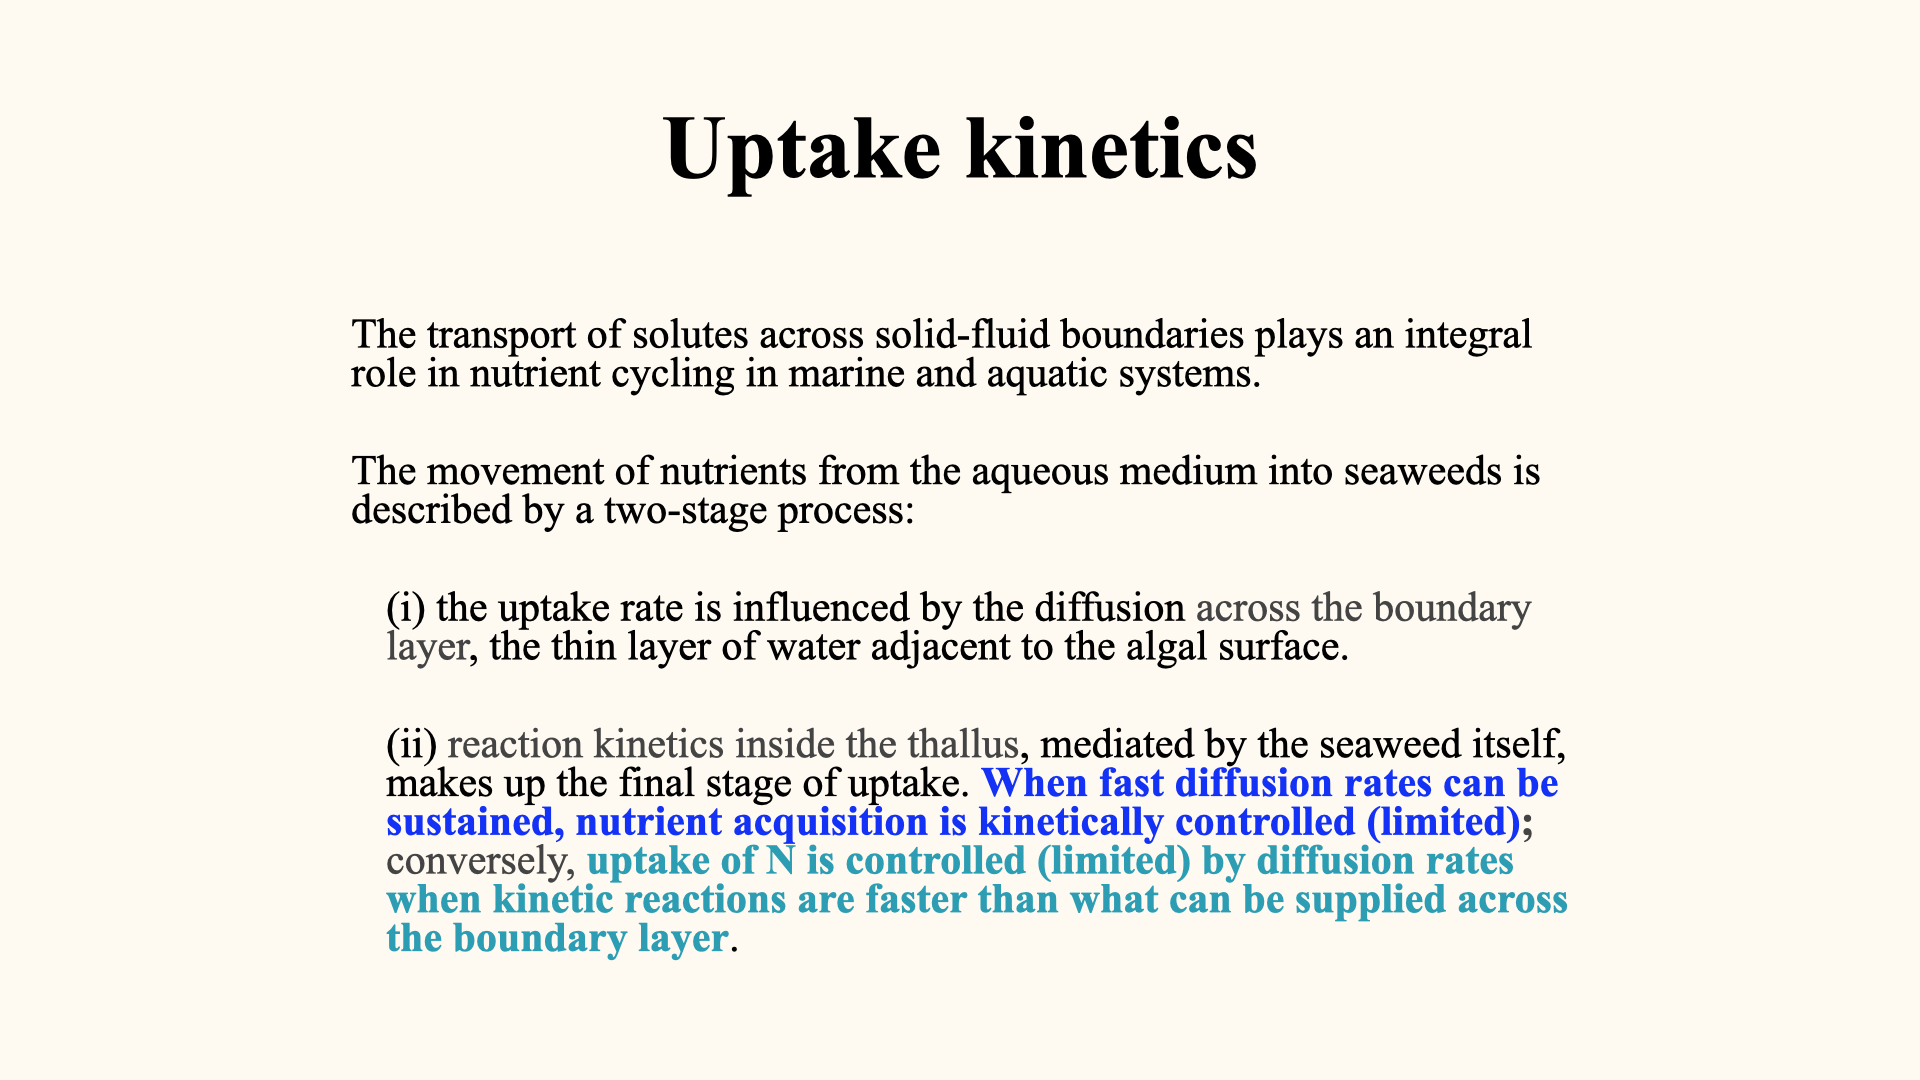 Uptake kinetics
The transport of solutes across solid-fluid boundaries plays an integral
role in nutrient cycling in marine and aquatic systems.
The movement of nutrients from the aqueous medium into seaweeds is
described by a two-stage process:
(i) the uptake rate is influenced by the diffusion across the boundary
layer, the thin layer of water adjacent to the algal surface.
(ii) reaction kinetics inside the thallus, mediated by the seaweed itself,
makes up the final stage of uptake. When fast diffusion rates can be
sustained, nutrient acquisition is kinetically controlled (limited);
conversely, uptake of N is controlled (limited) by diffusion rates
when kinetic reactions are faster than what can be supplied across
the boundary layer.